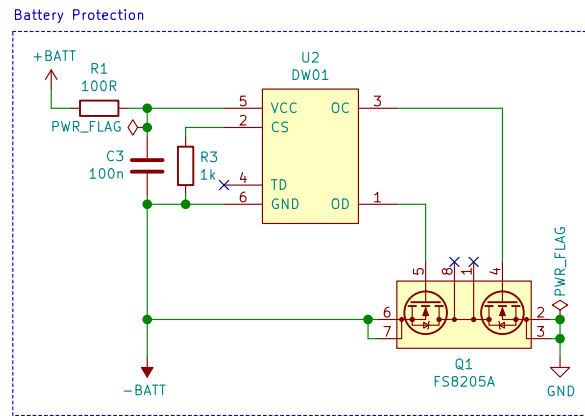 Battery Protection
+BATT
R1
100R
PWR_FLAG
C3
100n
R3
1k
U2
DW01
5
2
4
6
VCC
CS
TD
GND
OC
OD
3
1
5
8
1
4
6
7
2
3
Q1
FS8205A
PWR_FLAG
GND
-BATT